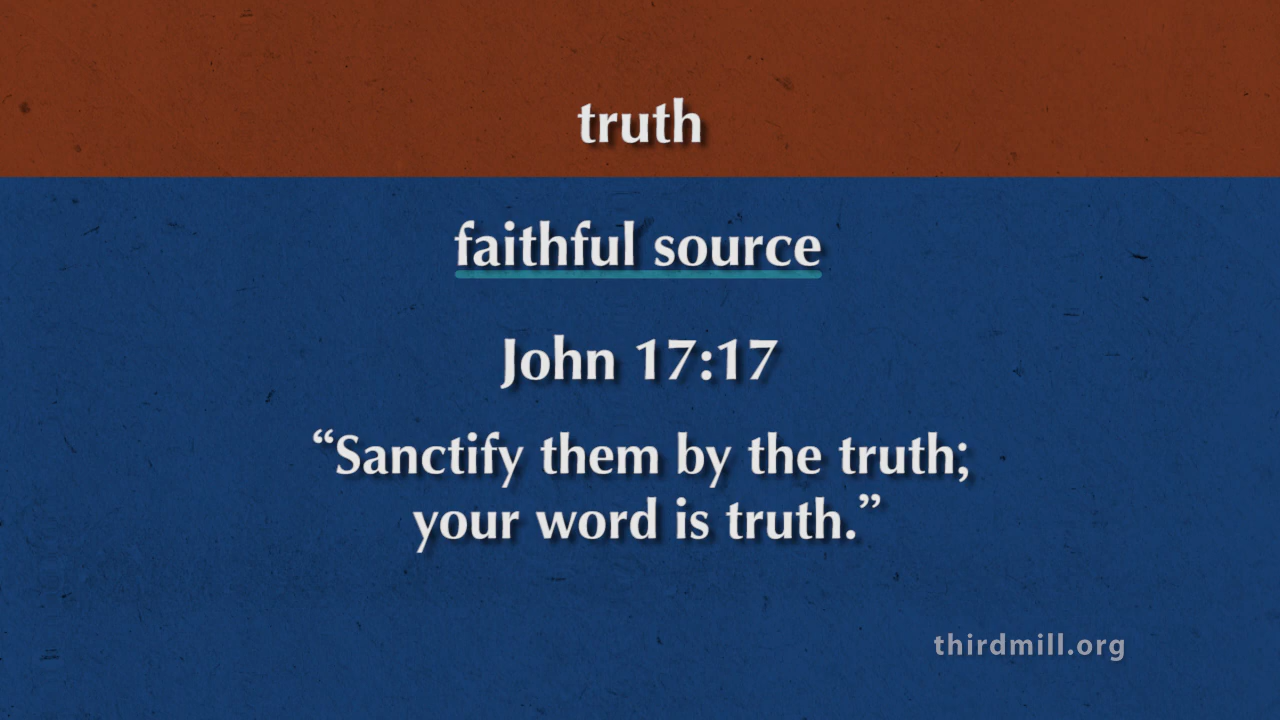 truth
faithful source
John 17:17
“Sanctify them by the truth;
your word is truth.”
thirdmill.org